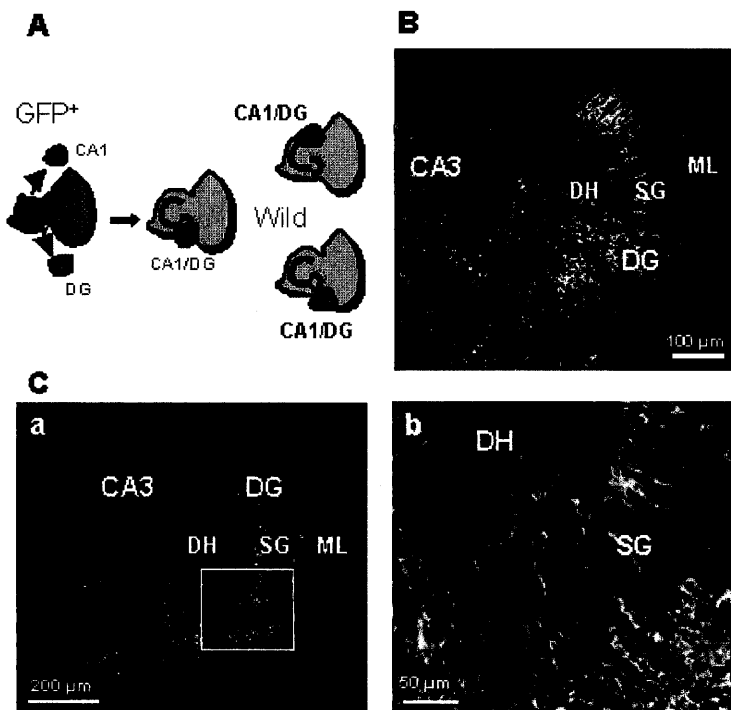 A
GFP+
CA1
DG
CA1/DG
CA1/DG
Wild
CA1/DG
B
CA3
DH
SG
ML
DG
100 µm
C
a
CA3
DG
DH
SG
ML
200 µm
b
DH
SG
50 µm